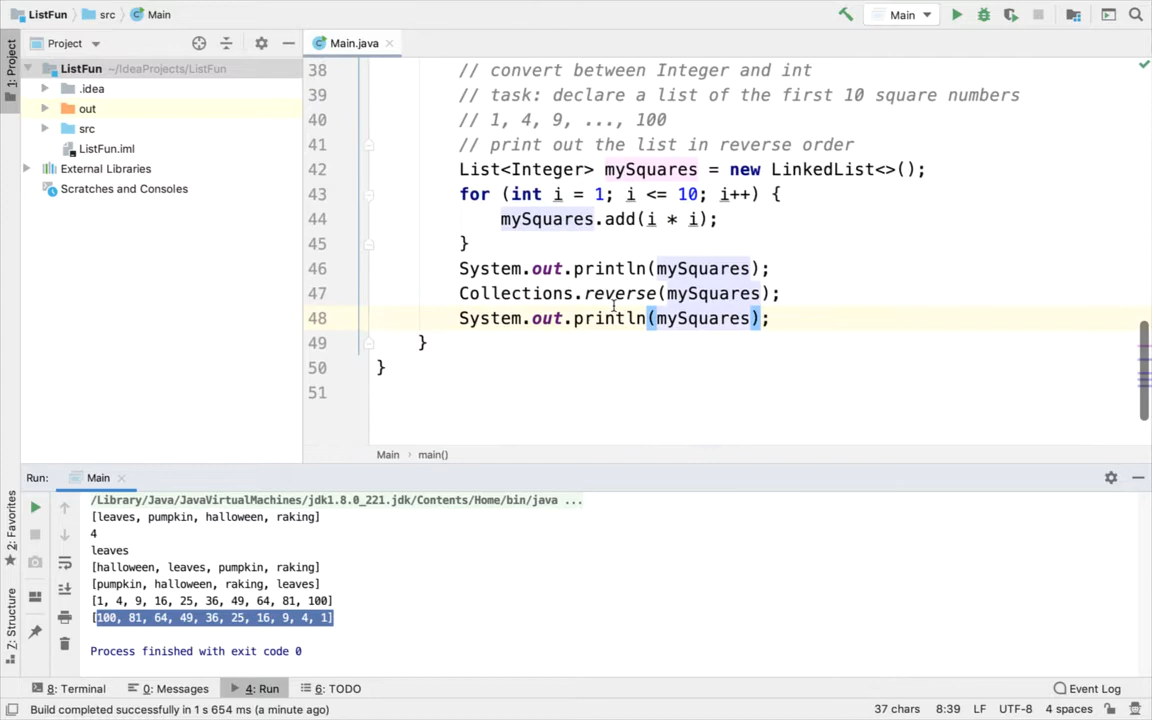 ListFun src Main
Main
1: Project
Project
Main.java
ListFun ~/IdeaProjects/ListFun
.idea
out
src
ListFun.iml
External Libraries
Scratches and Consoles
38 // convert between Integer and int
39 // task: declare a list of the first 10 square numbers
40 // 1, 4, 9, ..., 100
41 // print out the list in reverse order
42 List<Integer> mySquares = new LinkedList<>();
43 for (int i = 1; i <= 10; i++) {
44 mySquares.add(i * i);
45 }
46 System.out.println(mySquares);
47 Collections.reverse(mySquares);
48 System.out.println(mySquares);
49 }
50 }
51
Main › main()
Run: Main
/Library/Java/JavaVirtualMachines/jdk1.8.0_221.jdk/Contents/Home/bin/java ...
[leaves, pumpkin, halloween, raking]
4
leaves
[halloween, leaves, pumpkin, raking]
[pumpkin, halloween, raking, leaves]
[1, 4, 9, 16, 25, 36, 49, 64, 81, 100]
[100, 81, 64, 49, 36, 25, 16, 9, 4, 1]
Process finished with exit code 0
2: Favorites
Z: Structure
8: Terminal 0: Messages 4: Run 6: TODO Event Log
Build completed successfully in 1 s 654 ms (a minute ago) 37 chars 8:39 LF UTF-8 4 spaces